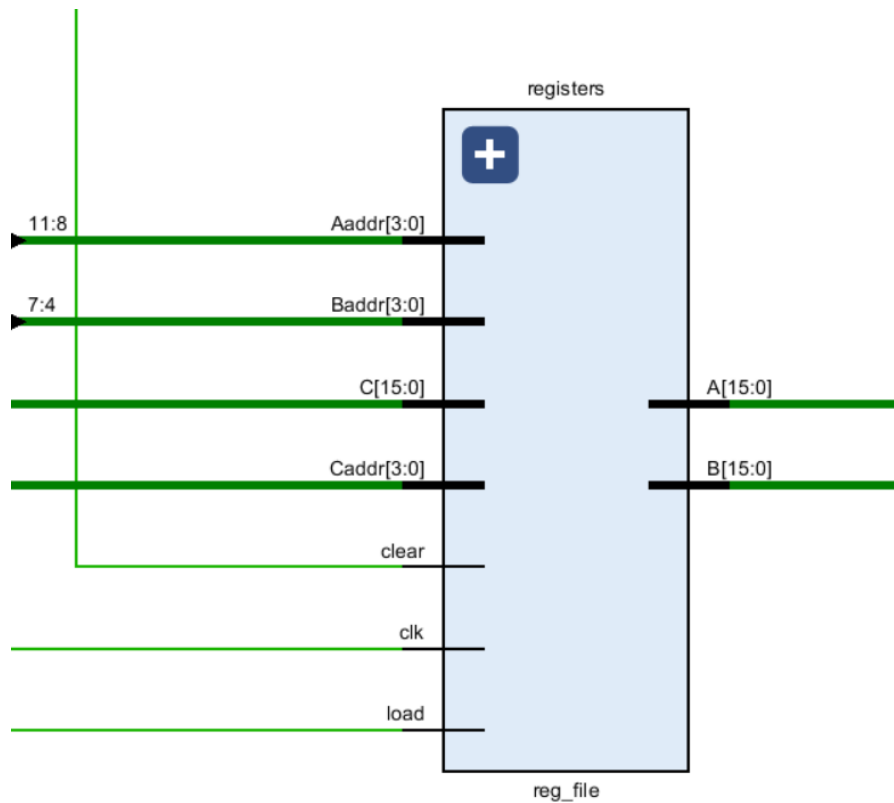 registers
11:8
Aaddr[3:0]
7:4
Baddr[3:0]
C[15:0]
A[15:0]
Caddr[3:0]
B[15:0]
clear
clk
load
reg_file